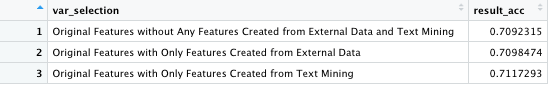 var_selection result_acc
1 Original Features without Any Features Created from External Data and Text Mining 0.7092315
2 Original Features with Only Features Created from External Data 0.7098474
3 Original Features with Only Features Created from Text Mining 0.7117293